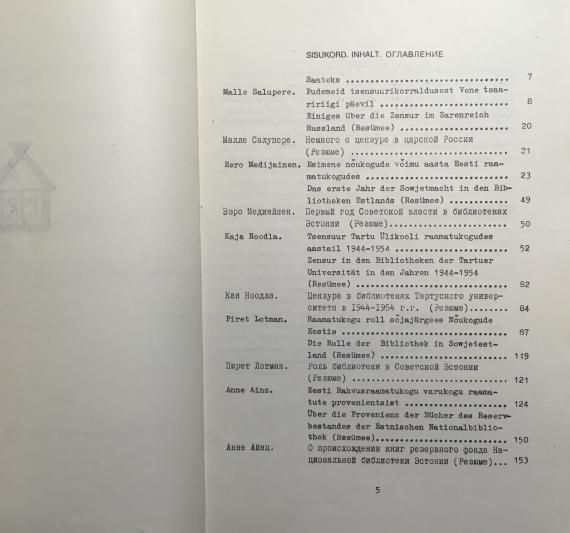 SISUKORD. INHALT. ОГЛАВЛЕНИЕ
Saateks ................................ 7
Malle Salupere. Pudemeid tsensuurikorraldusest Vene tsaa-
ririigi päevil ......................... 8
Einiges über die Zensur im Zarenreich
Russland (Resümee) ..................... 20
Малле Салупере. Немного о цензуре в царской России
(Резюме) ............................... 21
Eero Medijainen. Esimene nõukogude võimu aasta Eesti raa-
matukogudes ............................ 23
Das erste Jahr der Sowjetmacht in den Bib-
liotheken Estlands (Resümee) ........... 49
Ээро Медияйнен. Первый год Советской власти в библиотеках
Эстонии (Резюме)........................ 50
Kaja Noodla. Tsensuur Tartu Ülikooli raamatukogudes
aastail 1944-1954 ...................... 52
Zensur in den Bibliotheken der Tartuer
Universität in den Jahren 1944-1954
(Resümee) .............................. 82
Кая Ноодла. Цензура в библиотеках Тартуского универ-
ситета в 1944-1954 г.г. (Резюме)........ 84
Piret Lotman. Raamatukogu roll sõjajärgses Nõukogude
Eestis ................................. 87
Die Rolle der Bibliothek in Sowjetest-
land (Resümee) ......................... 119
Пирет Лотман. Роль библиотеки в Советской Эстонии
(Резюме) ............................... 121
Anne Ainz. Eesti Rahvusraamatukogu varukogu raama-
tute provenientsist .................... 124
Über die Provenienz der Bücher des Reserv-
bestandes der Estnischen Nationalbiblio-
thek (Resümee).......................... 150
Анне Айнц. О происхождении книг резервного фонда На-
циональной библиотеки Эстонии (Резюме)... 153
5